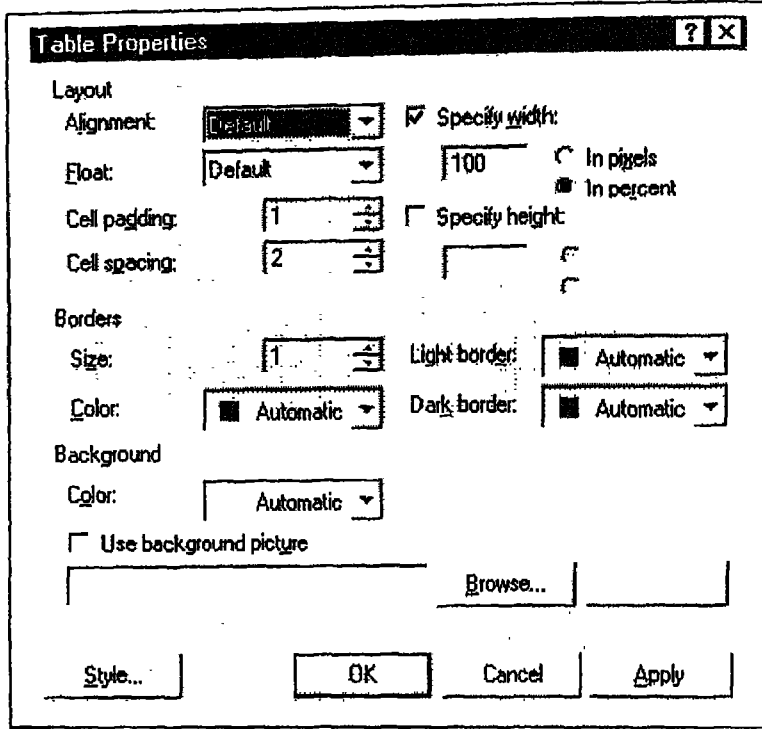 Table Properties
Layout
Alignment: Default Specify width:
Float: Default 100 In pixels
In percent
Cell padding: 1 Specify height:
Cell spacing: 2
Borders
Size: 1 Light border: Automatic
Color: Automatic Dark border: Automatic
Background
Color: Automatic
Use background picture
Browse...
Style... OK Cancel Apply